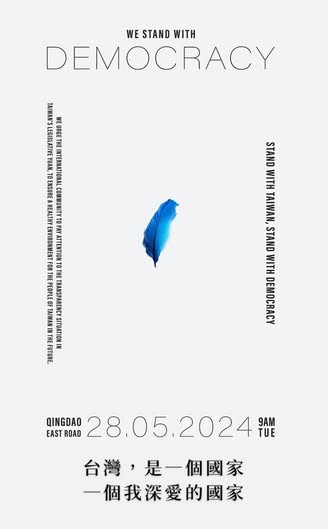 WE STAND WITH
DEMOCRACY
WE URGE THE INTERNATIONAL COMMUNITY TO PAY ATTENTION TO THE TRANSPARENCY SITUATION IN
TAIWAN'S LEGISLATIVE YUAN, TO ENSURE A HEALTHY ENVIRONMENT FOR THE PEOPLE OF TAIWAN IN THE FUTURE.
STAND WITH TAIWAN, STAND WITH DEMOCRACY
QINGDAO
EAST ROAD
28.05.2024
9AM
TUE
台灣，是一個國家
一個我深愛的國家